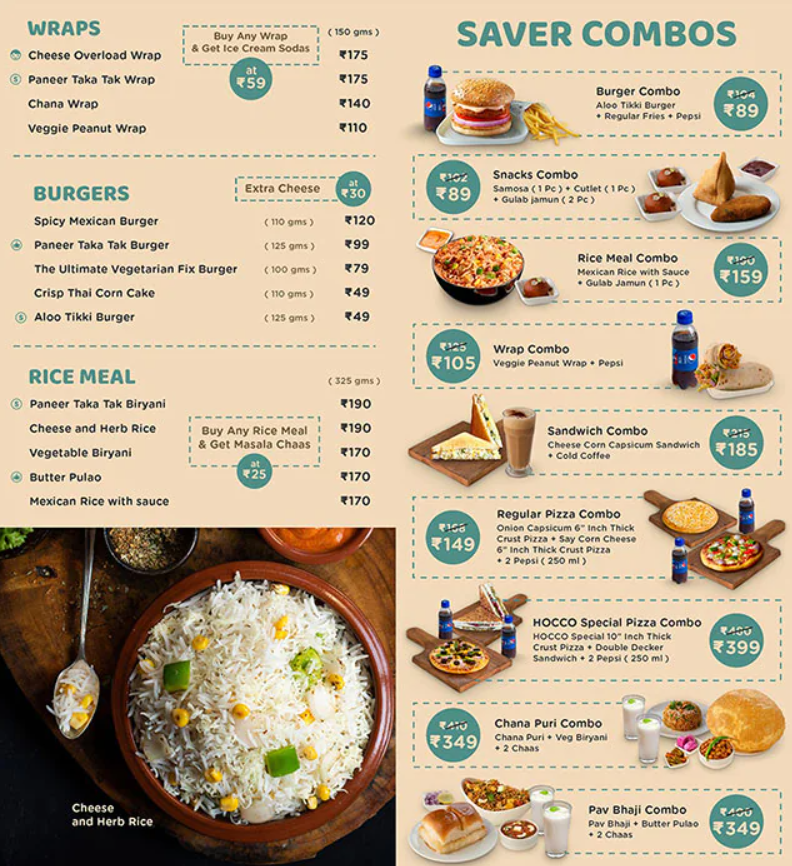 WRAPS
( 150 gms )
Buy Any Wrap
& Get Ice Cream Sodas
at
₹59
Cheese Overload Wrap ₹175
Paneer Taka Tak Wrap ₹175
Chana Wrap ₹140
Veggie Peanut Wrap ₹110
BURGERS
Extra Cheese at
₹30
Spicy Mexican Burger ( 110 gms ) ₹120
Paneer Taka Tak Burger ( 125 gms ) ₹99
The Ultimate Vegetarian Fix Burger ( 100 gms ) ₹79
Crisp Thai Corn Cake ( 110 gms ) ₹49
Aloo Tikki Burger ( 125 gms ) ₹49
RICE MEAL
( 325 gms )
Paneer Taka Tak Biryani ₹190
Cheese and Herb Rice ₹190
Vegetable Biryani ₹170
Butter Pulao ₹170
Mexican Rice with sauce ₹170
Buy Any Rice Meal
& Get Masala Chaas
at
₹25
Cheese
and Herb Rice
SAVER COMBOS
Burger Combo
Aloo Tikki Burger
+ Regular Fries + Pepsi
₹104
₹89
₹102
₹89
Snacks Combo
Samosa ( 1 Pc ) + Cutlet ( 1 Pc )
+ Gulab jamun ( 2 Pc )
Rice Meal Combo
Mexican Rice with Sauce
+ Gulab Jamun ( 1 Pc )
₹190
₹159
₹125
₹105
Wrap Combo
Veggie Peanut Wrap + Pepsi
Sandwich Combo
Cheese Corn Capsicum Sandwich
+ Cold Coffee
₹215
₹185
₹168
₹149
Regular Pizza Combo
Onion Capsicum 6" Inch Thick
Crust Pizza + Say Corn Cheese
6" Inch Thick Crust Pizza
+ 2 Pepsi ( 250 ml )
HOCCO Special Pizza Combo
HOCCO Special 10" Inch Thick
Crust Pizza + Double Decker
Sandwich + 2 Pepsi ( 250 ml )
₹480
₹399
₹410
₹349
Chana Puri Combo
Chana Puri + Veg Biryani
+ 2 Chaas
Pav Bhaji Combo
Pav Bhaji + Butter Pulao
+ 2 Chaas
₹400
₹349